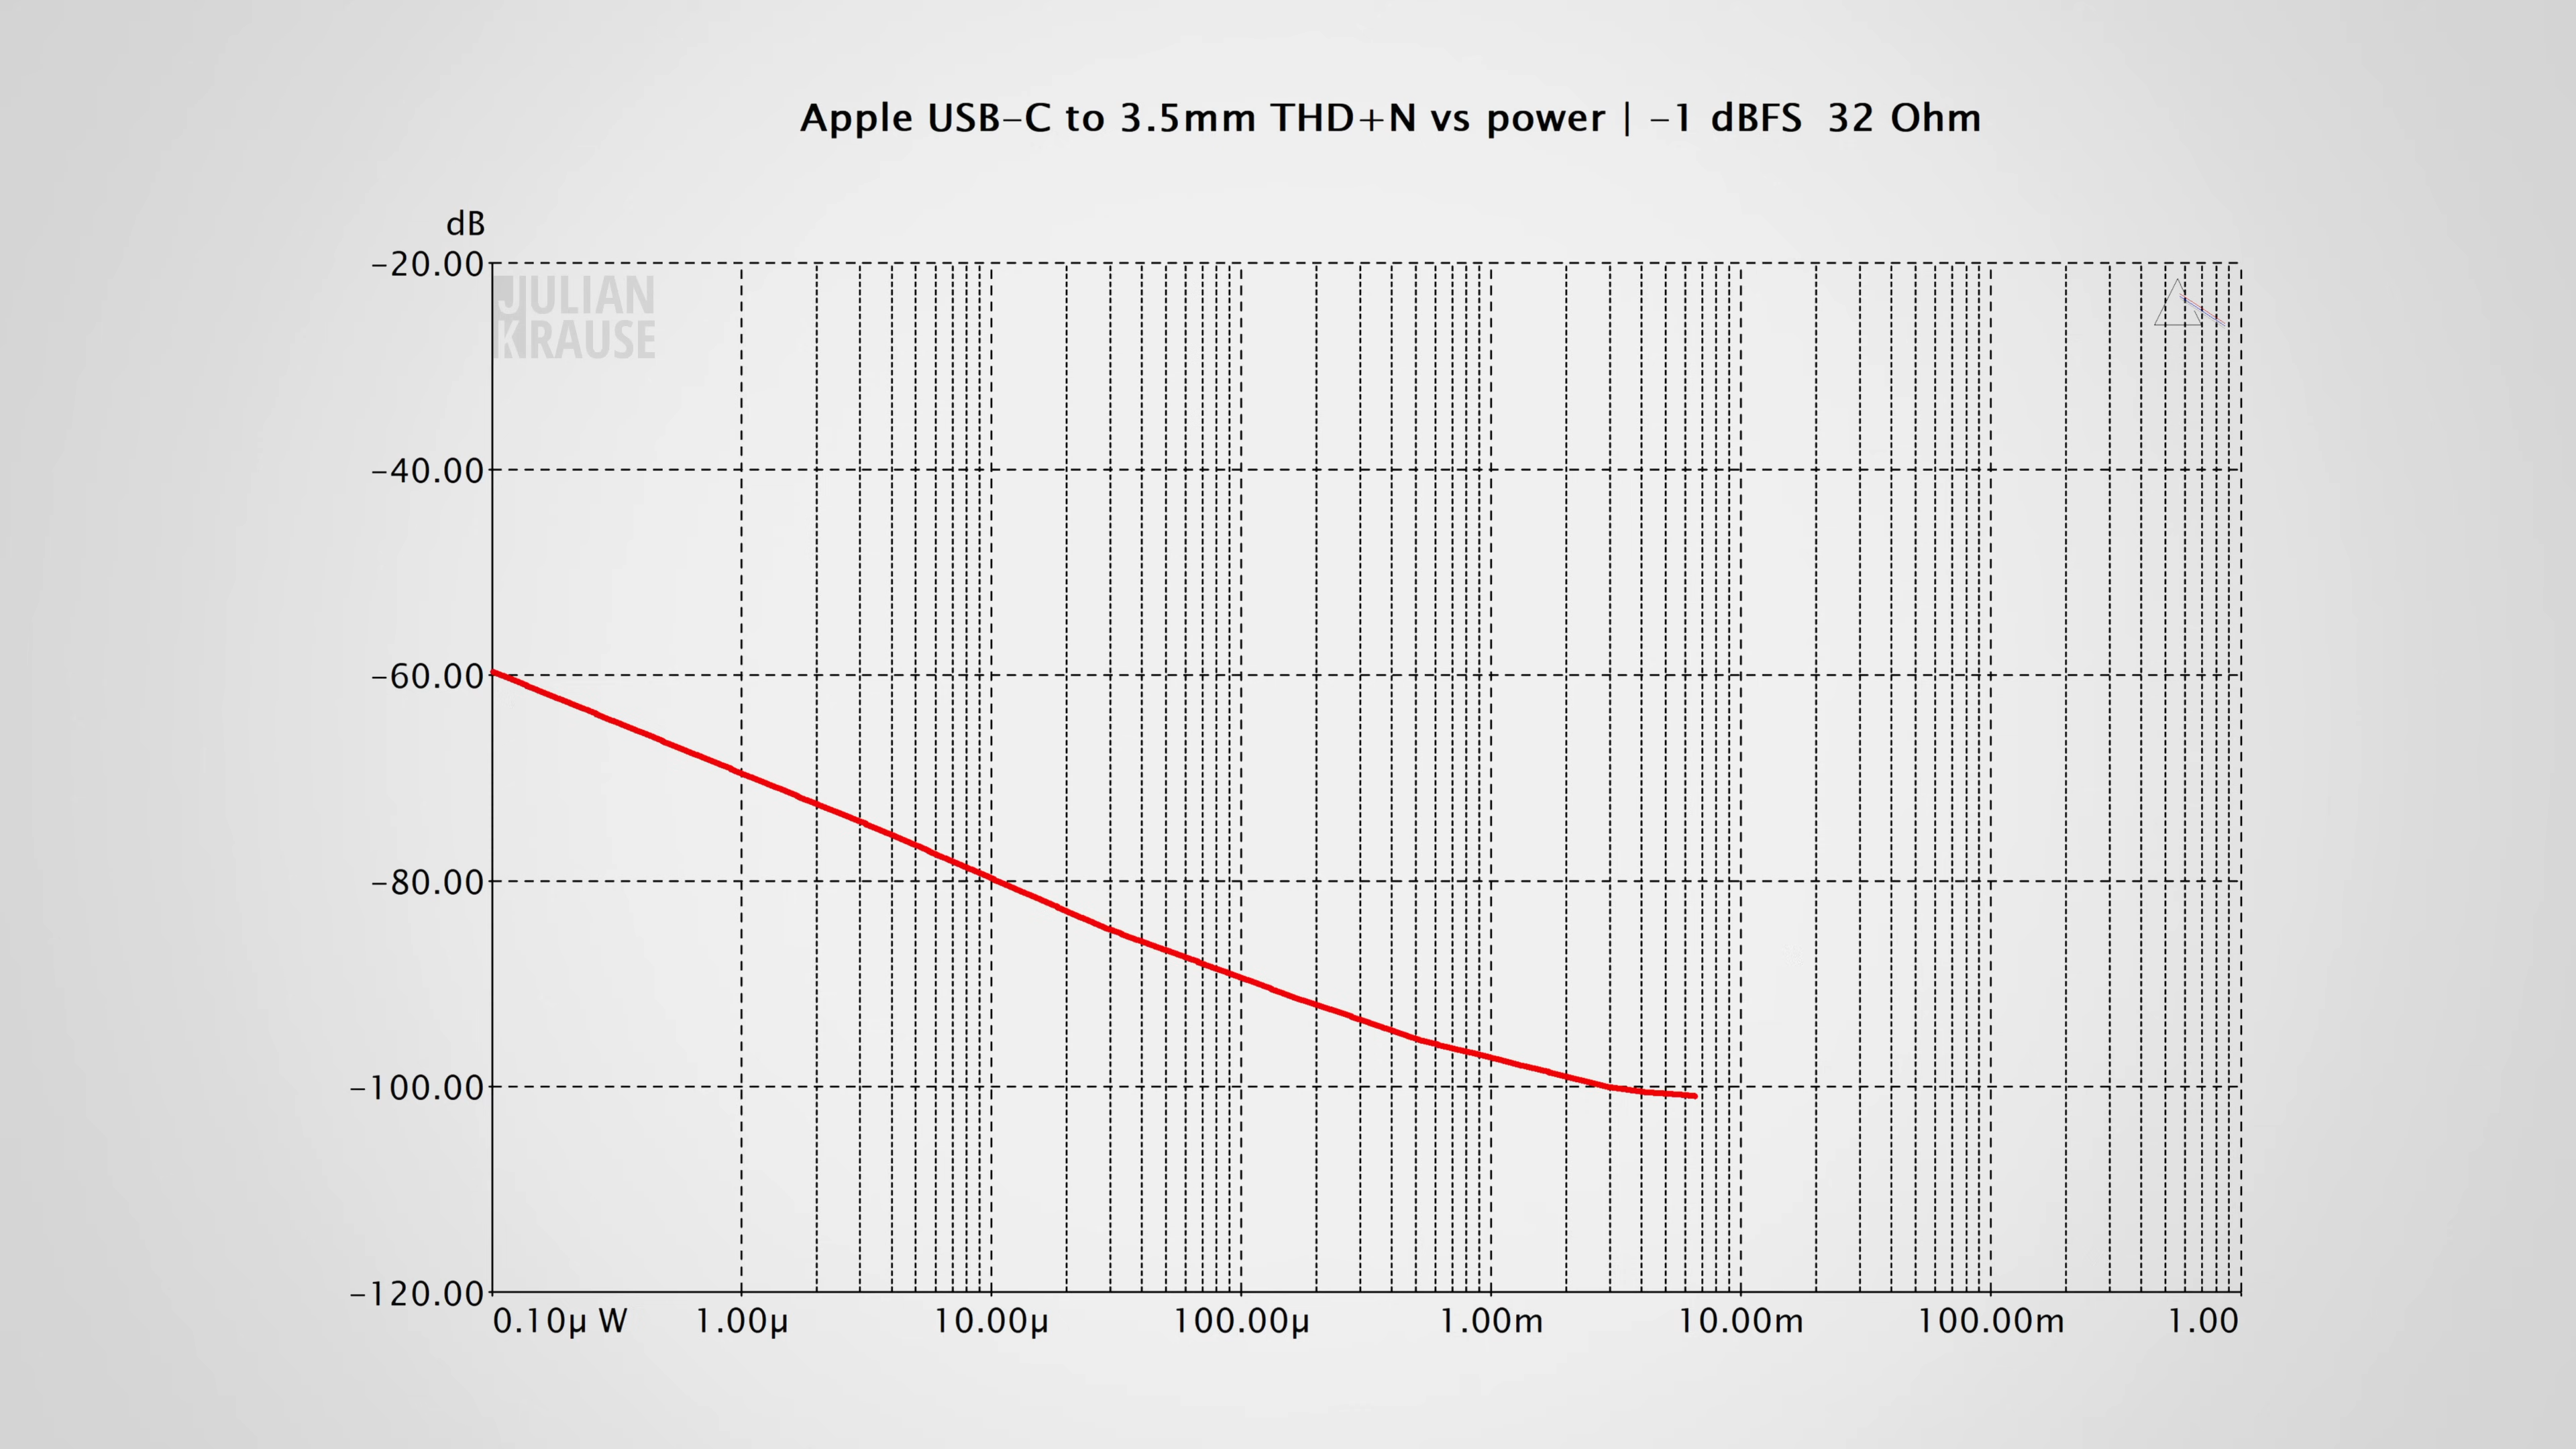 Apple USB-C to 3.5mm THD+N vs power | -1 dBFS 32 Ohm
dB
-20.00
JULIAN
KRAUSE
-40.00
-60.00
-80.00
-100.00
-120.00
0.10µ W 1.00µ 10.00µ 100.00µ 1.00m 10.00m 100.00m 1.00